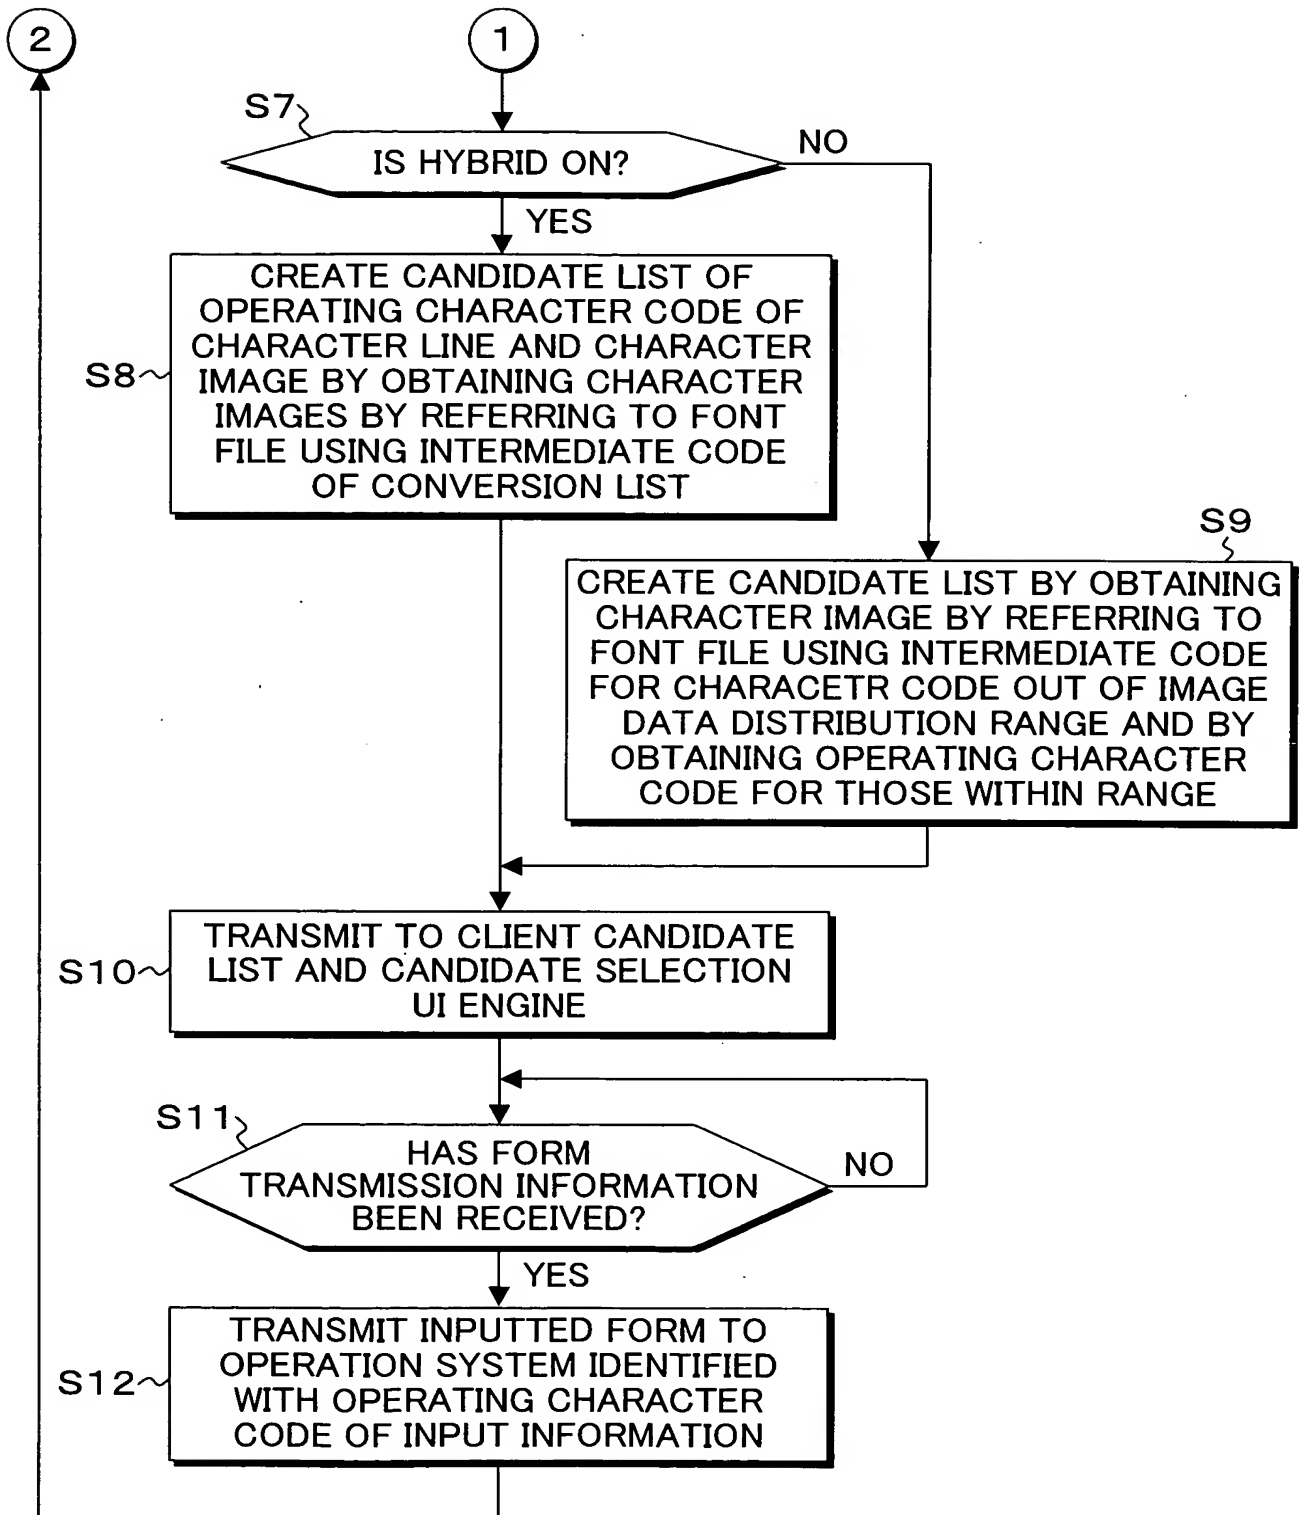 2
1
S7
IS HYBRID ON?
NO
YES
S8
CREATE CANDIDATE LIST OF
OPERATING CHARACTER CODE OF
CHARACTER LINE AND CHARACTER
IMAGE BY OBTAINING CHARACTER
IMAGES BY REFERRING TO FONT
FILE USING INTERMEDIATE CODE
OF CONVERSION LIST
S9
CREATE CANDIDATE LIST BY OBTAINING
CHARACTER IMAGE BY REFERRING TO
FONT FILE USING INTERMEDIATE CODE
FOR CHARACETR CODE OUT OF IMAGE
DATA DISTRIBUTION RANGE AND BY
OBTAINING OPERATING CHARACTER
CODE FOR THOSE WITHIN RANGE
S10
TRANSMIT TO CLIENT CANDIDATE
LIST AND CANDIDATE SELECTION
UI ENGINE
S11
HAS FORM
TRANSMISSION INFORMATION
BEEN RECEIVED?
NO
YES
S12
TRANSMIT INPUTTED FORM TO
OPERATION SYSTEM IDENTIFIED
WITH OPERATING CHARACTER
CODE OF INPUT INFORMATION